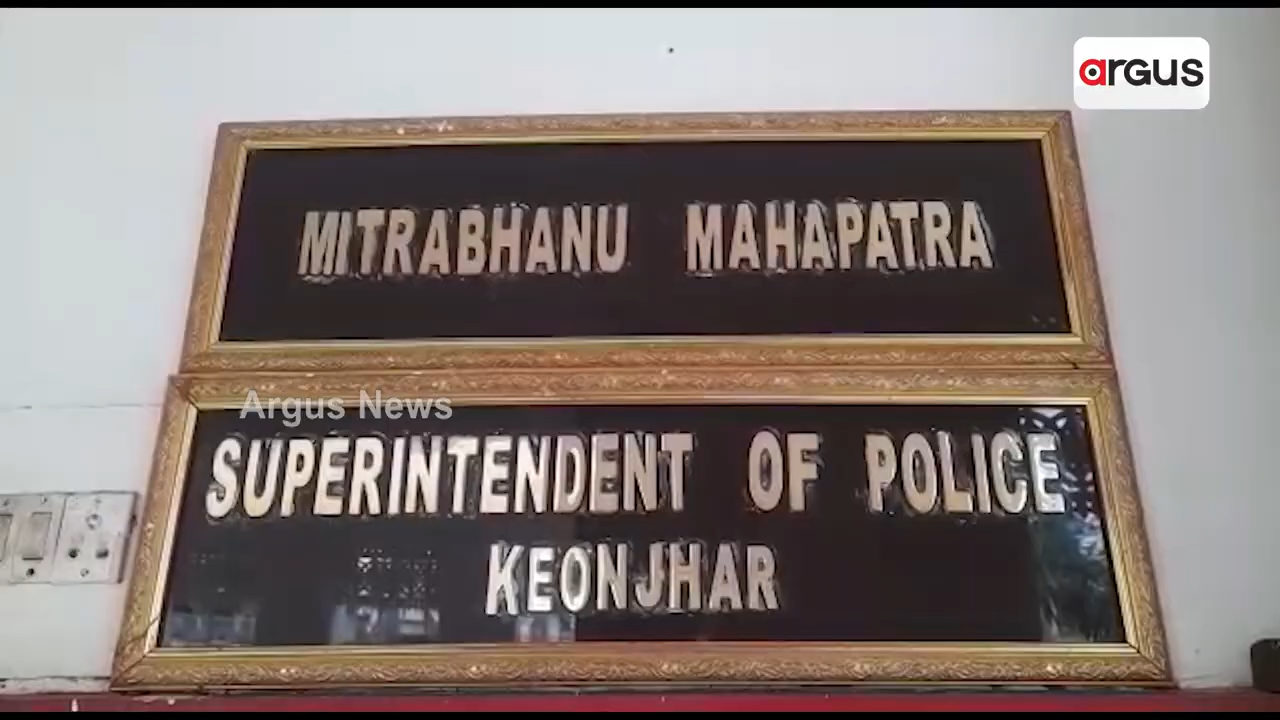 argus
MITRABHANU MAHAPATRA
Argus News
SUPERINTENDENT OF POLICE
KEONJHAR